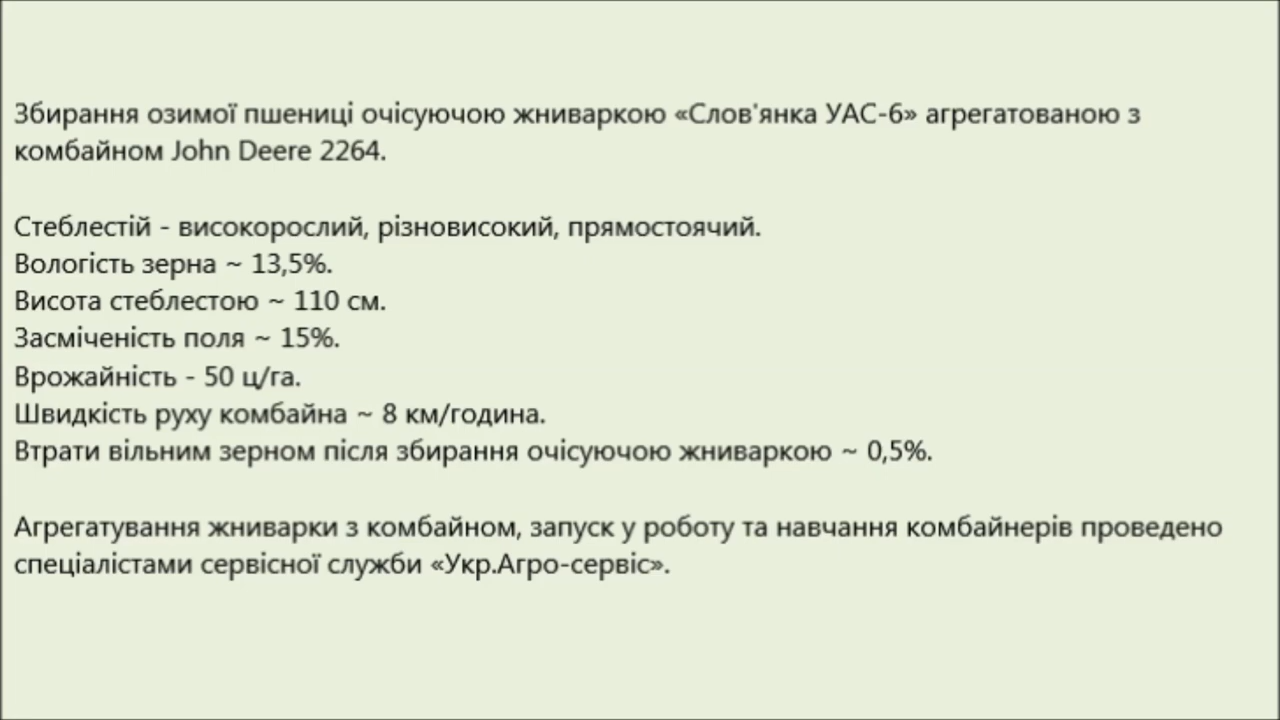 Збирання озимої пшениці очісуючою жниваркою «Слов'янка УАС-6» агрегатованою з
комбайном John Deere 2264.
Стеблестій - високорослий, різновисокий, прямостоячий.
Вологість зерна ~ 13,5%.
Висота стеблестою ~ 110 см.
Засміченість поля ~ 15%.
Врожайність - 50 ц/га.
Швидкість руху комбайна ~ 8 км/година.
Втрати вільним зерном після збирання очісуючою жниваркою ~ 0,5%.
Агрегатування жниварки з комбайном, запуск у роботу та навчання комбайнерів проведено
спеціалістами сервісної служби «Укр.Агро-сервіс».